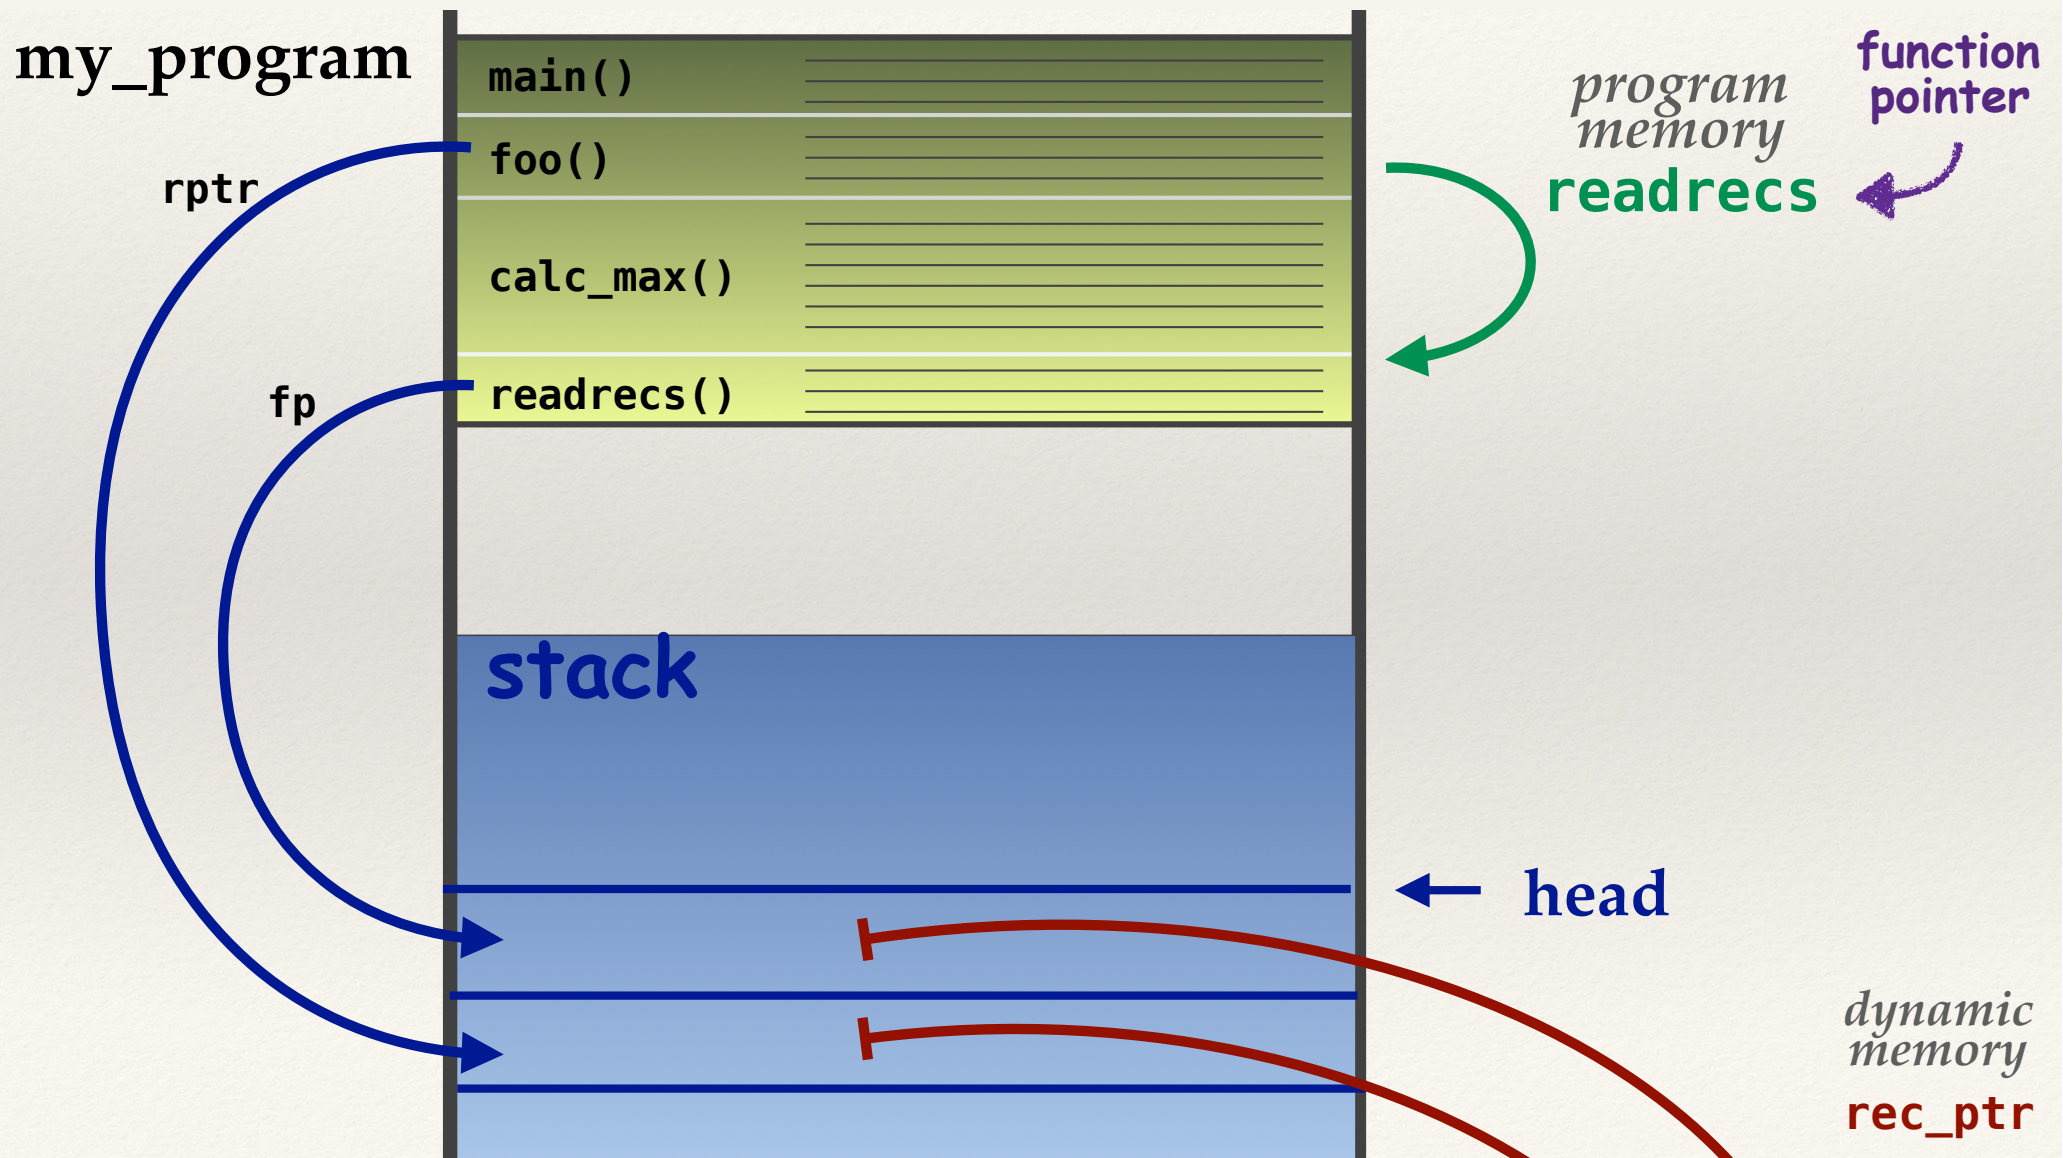 my_program
main()
foo()
calc_max()
readrecs()
rptr
fp
program
memory
readrecs
function
pointer
stack
head
dynamic
memory
rec_ptr